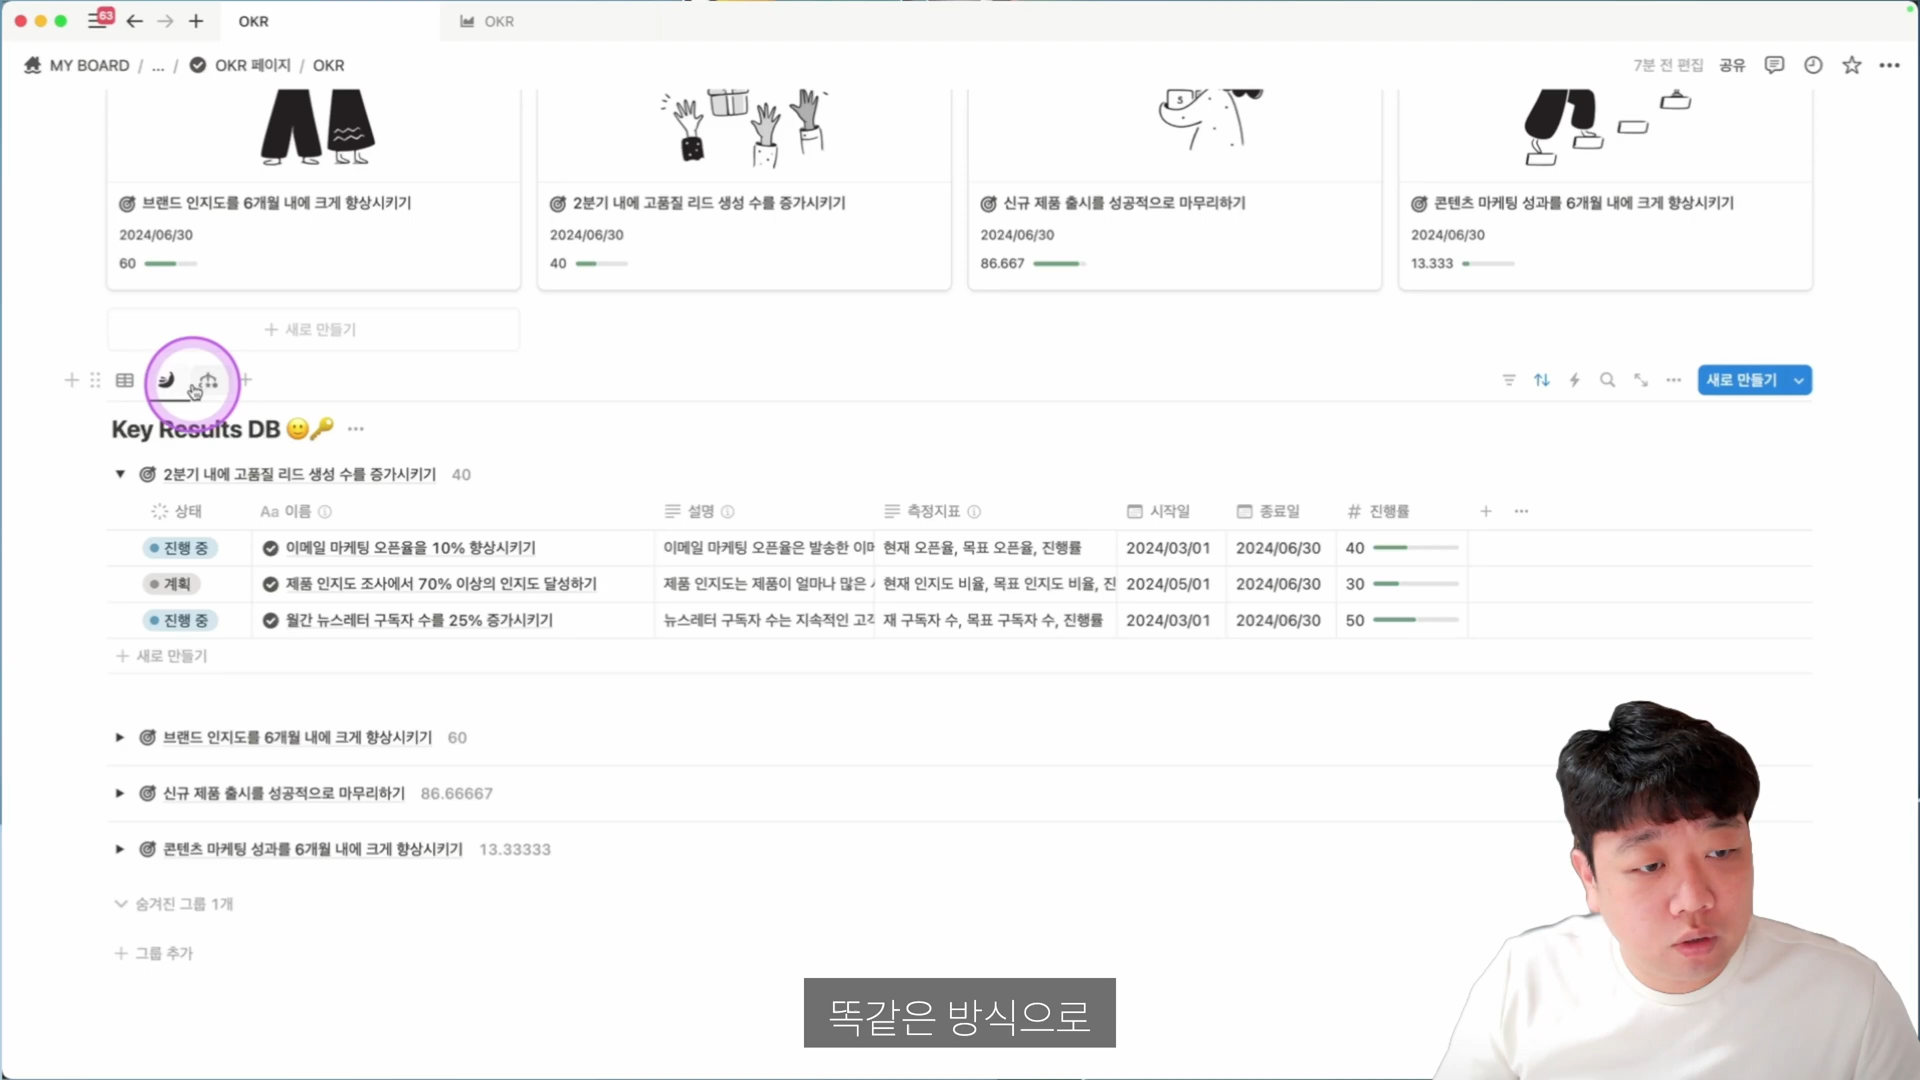 63
OKR
OKR
MY BOARD / ... / OKR 페이지 / OKR
7분 전 편집 공유
브랜드 인지도를 6개월 내에 크게 향상시키기
2024/06/30
60
2분기 내에 고품질 리드 생성 수를 증가시키기
2024/06/30
40
신규 제품 출시를 성공적으로 마무리하기
2024/06/30
86.667
콘텐츠 마케팅 성과를 6개월 내에 크게 향상시키기
2024/06/30
13.333
+ 새로 만들기
새로 만들기
Key Results DB
2분기 내에 고품질 리드 생성 수를 증가시키기 40
상태 Aa 이름 설명 측정지표 시작일 종료일 # 진행률
진행 중 이메일 마케팅 오픈율을 10% 향상시키기 이메일 마케팅 오픈율은 발송한 이메 현재 오픈율, 목표 오픈율, 진행률 2024/03/01 2024/06/30 40
계획 제품 인지도 조사에서 70% 이상의 인지도 달성하기 제품 인지도는 제품이 얼마나 많은 현재 인지도 비율, 목표 인지도 비율, 진 2024/05/01 2024/06/30 30
진행 중 월간 뉴스레터 구독자 수를 25% 증가시키기 뉴스레터 구독자 수는 지속적인 고객 재 구독자 수, 목표 구독자 수, 진행률 2024/03/01 2024/06/30 50
+ 새로 만들기
브랜드 인지도를 6개월 내에 크게 향상시키기 60
신규 제품 출시를 성공적으로 마무리하기 86.66667
콘텐츠 마케팅 성과를 6개월 내에 크게 향상시키기 13.33333
숨겨진 그룹 1개
+ 그룹 추가
똑같은 방식으로